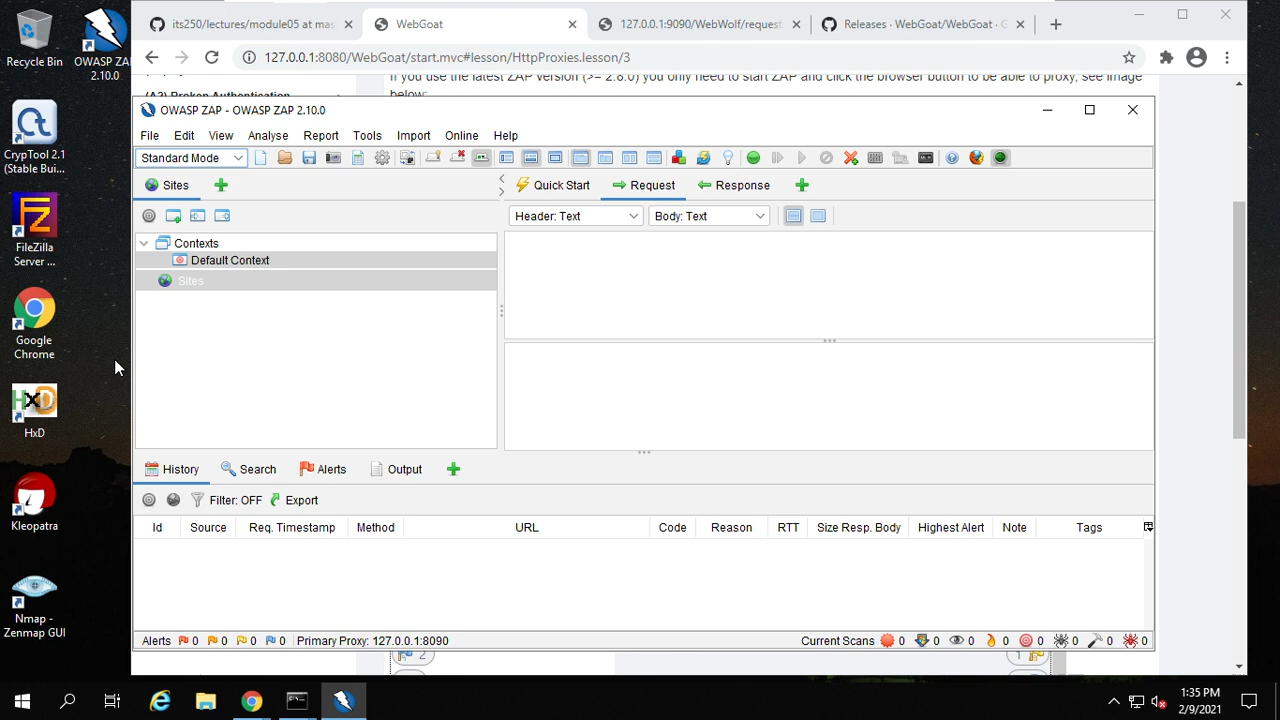 Recycle Bin
OWASP ZA
2.10.0
CrypTool 2.1
(Stable Bui...
FileZilla
Server ...
Google
Chrome
HxD
Kleopatra
Nmap -
Zenmap GUI
its250/lectures/module05 at mas
WebGoat
127.0.0.1:9090/WebWolf/request
Releases · WebGoat/WebGoat · G
127.0.0.1:8080/WebGoat/start.mvc#lesson/HttpProxies.lesson/3
(A2) Broken Authentication
If you use the latest ZAP version (>= 2.8.0) you only need to start ZAP and click the browser button to be able to proxy, see image
below:
OWASP ZAP - OWASP ZAP 2.10.0
File Edit View Analyse Report Tools Import Online Help
Standard Mode
Sites
Quick Start Request Response
Header: Text Body: Text
Contexts
Default Context
Sites
History Search Alerts Output
Filter: OFF Export
Id Source Req. Timestamp Method URL Code Reason RTT Size Resp. Body Highest Alert Note Tags
Alerts 0 0 0 0 Primary Proxy: 127.0.0.1:8090 Current Scans 0 0 0 0 0 0 0 0
2 1
1:35 PM
2/9/2021